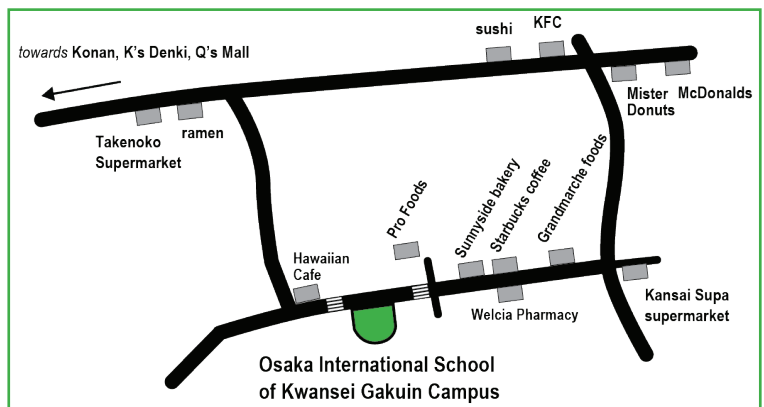 sushi
KFC
towards Konan, K's Denki, Q's Mall
Mister
Donuts
McDonalds
Takenoko
Supermarket
ramen
Pro Foods
Sunnyside bakery
Starbucks coffee
Grandmarche foods
Hawaiian
Cafe
Welcia Pharmacy
Kansai Supa
supermarket
Osaka International School
of Kwansei Gakuin Campus